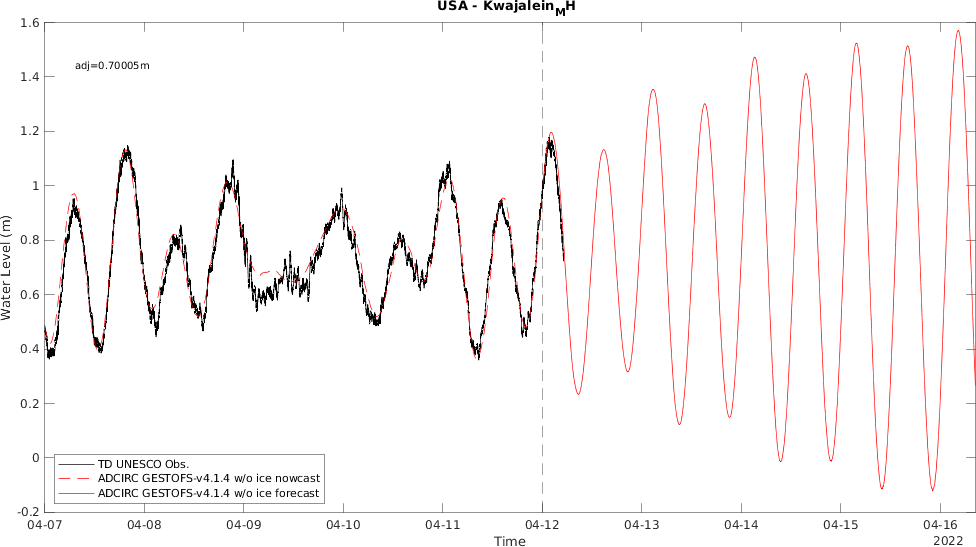 USA - Kwajalein_MH
adj=0.70005m
Water Level (m)
1.6
1.4
1.2
1
0.8
0.6
0.4
0.2
0
-0.2
TD UNESCO Obs.
ADCIRC GESTOFS-v4.1.4 w/o ice nowcast
ADCIRC GESTOFS-v4.1.4 w/o ice forecast
04-07 04-08 04-09 04-10 04-11 04-12 04-13 04-14 04-15 04-16
Time
2022